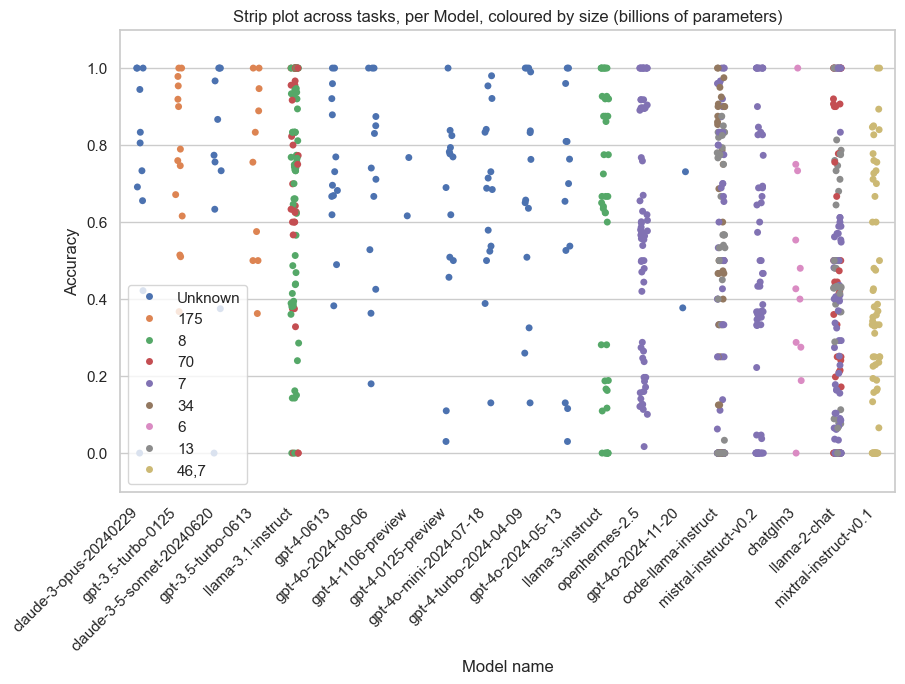 Strip plot across tasks, per Model, coloured by size (billions of parameters)
Accuracy
1.0
0.8
0.6
0.4
0.2
0.0
Unknown
175
8
70
7
34
6
13
46,7
claude-3-opus-20240229
gpt-3.5-turbo-0125
claude-3-5-sonnet-20240620
gpt-3.5-turbo-0613
llama-3.1-instruct
gpt-4-0613
gpt-4o-2024-08-06
gpt-4-1106-preview
gpt-4-0125-preview
gpt-4o-mini-2024-07-18
gpt-4-turbo-2024-04-09
gpt-4o-2024-05-13
llama-3-instruct
openhermes-2.5
gpt-4o-2024-11-20
code-llama-instruct
mistral-instruct-v0.2
chatglm3
llama-2-chat
mixtral-instruct-v0.1
Model name